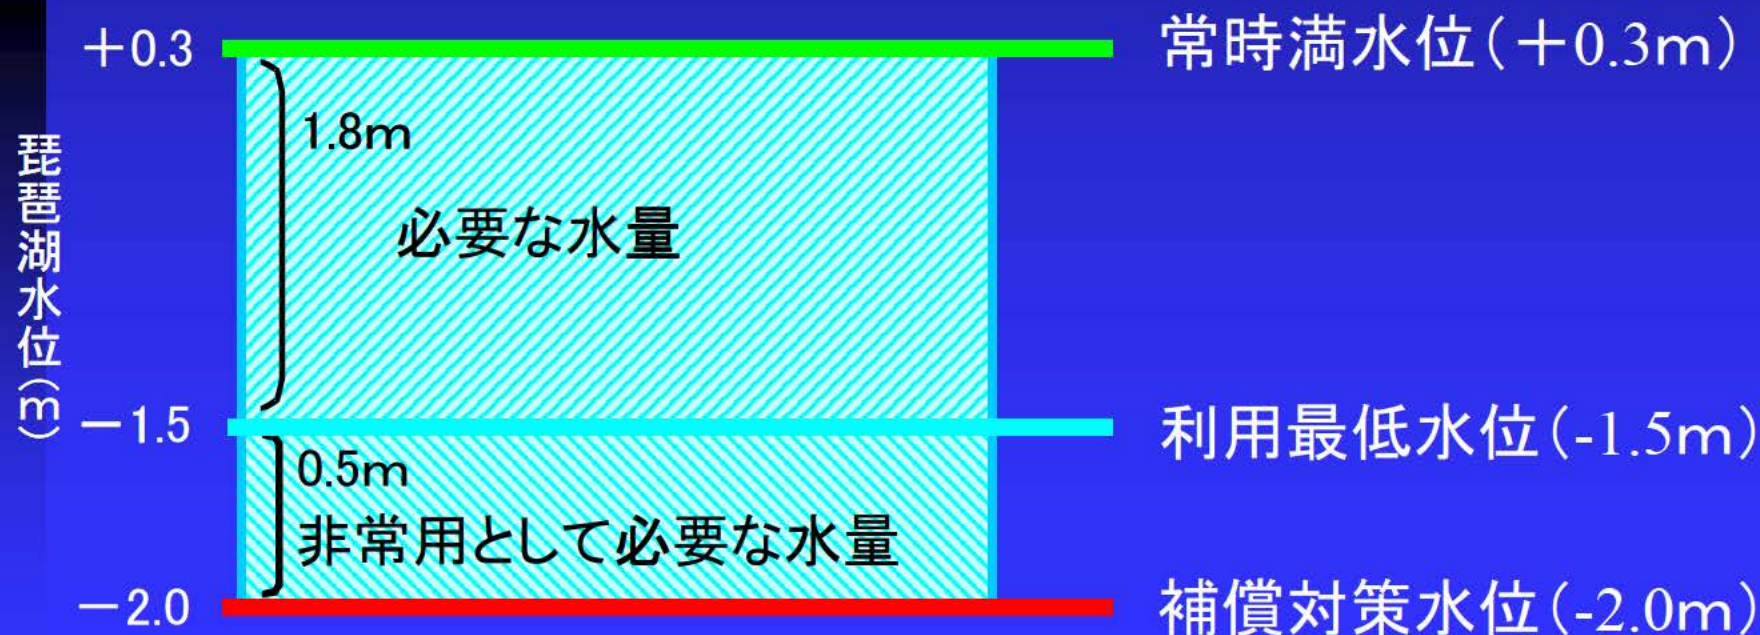 琵琶湖水位(m)
+0.3
常時満水位(+0.3m)
1.8m
必要な水量
-1.5
利用最低水位(-1.5m)
0.5m
非常用として必要な水量
-2.0
補償対策水位(-2.0m)